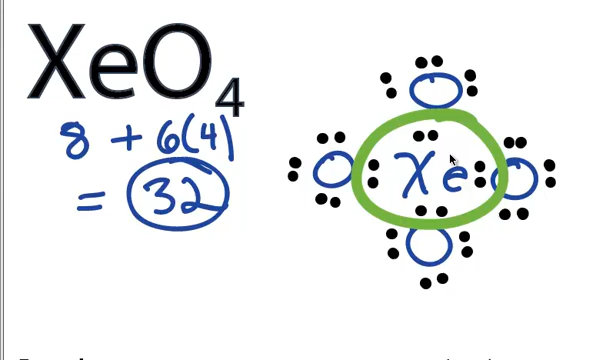 XeO4
8 + 6(4)
= 32
O
O Xe O
O